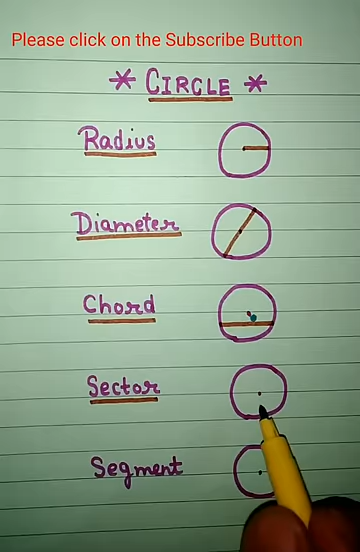 Please click on the Subscribe Button
* CIRCLE *
Radius
Diameter
Chord
Sector
Segment